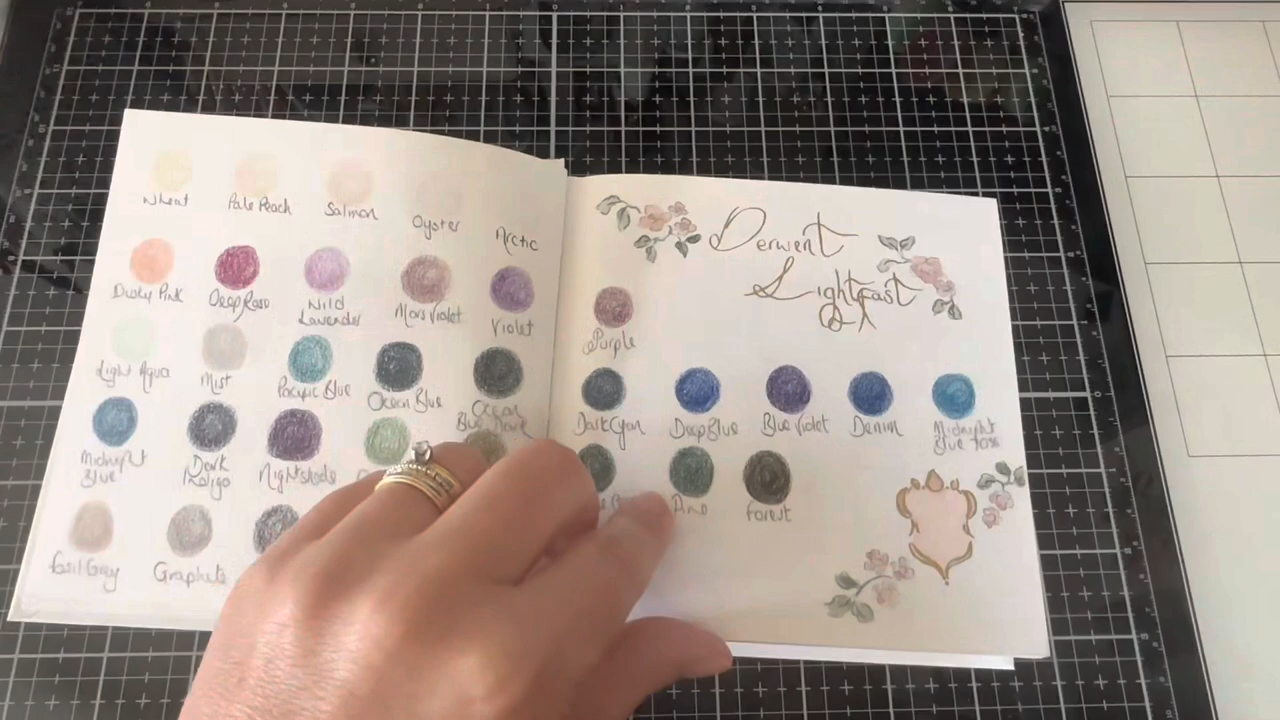 Wheat
Pale Peach
Salmon
Oyster
Arctic
Dusky Pink
Deep Rose
Wild
Lavender
Mars Violet
Violet
Light Aqua
Mist
Pacific Blue
Ocean Blue
Ocean
Blue Dark
Midnight
Blue
Dark
Indigo
Nightshade
Fossil Grey
Graphite
Derwent
Lightfast
Purple
Dark Cyan
Deep Blue
Blue Violet
Denim
Midnight
Blue
Pine
Forest